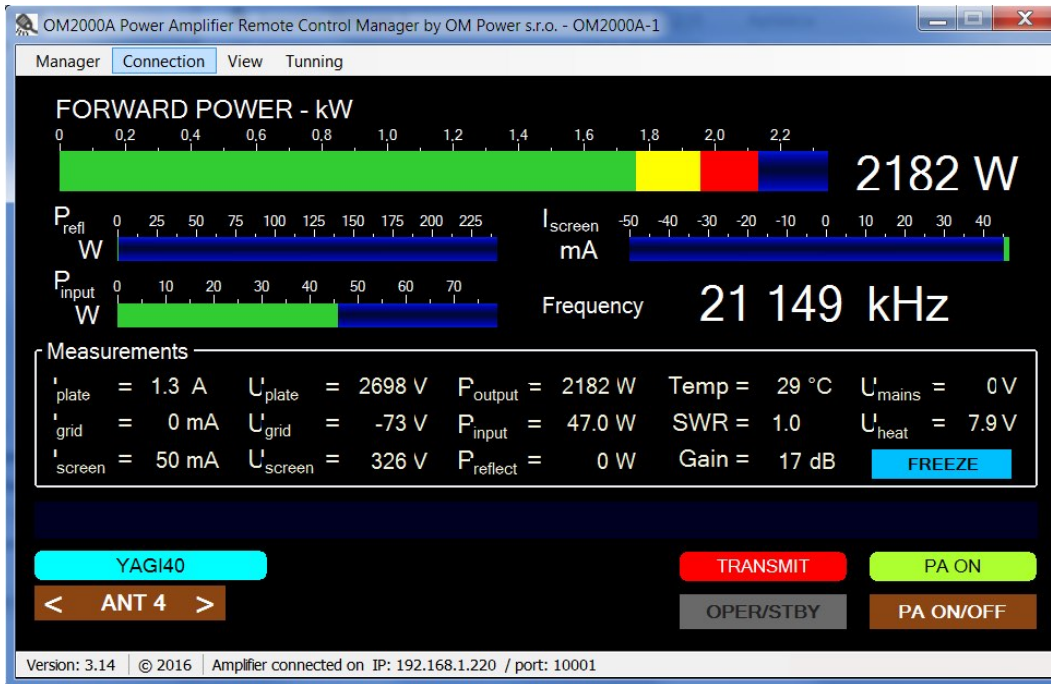 OM2000A Power Amplifier Remote Control Manager by OM Power s.r.o. - OM2000A-1
Manager Connection View Tunning
FORWARD POWER - kW
0 0,2 0,4 0,6 0,8 1,0 1,2 1,4 1,6 1,8 2,0 2,2
2182 W
Prefl W 0 25 50 75 100 125 150 175 200 225
Iscreen mA -50 -40 -30 -20 -10 0 10 20 30 40
Pinput W 0 10 20 30 40 50 60 70
Frequency 21 149 kHz
Measurements
Iplate = 1.3 A Uplate = 2698 V Poutput = 2182 W Temp = 29 °C Umains = 0 V
Igrid = 0 mA Ugrid = -73 V Pinput = 47.0 W SWR = 1.0 Uheat = 7.9 V
Iscreen = 50 mA Uscreen = 326 V Preflect = 0 W Gain = 17 dB FREEZE
YAGI40 TRANSMIT PA ON
< ANT 4 > OPER/STBY PA ON/OFF
Version: 3.14 © 2016 Amplifier connected on IP: 192.168.1.220 / port: 10001